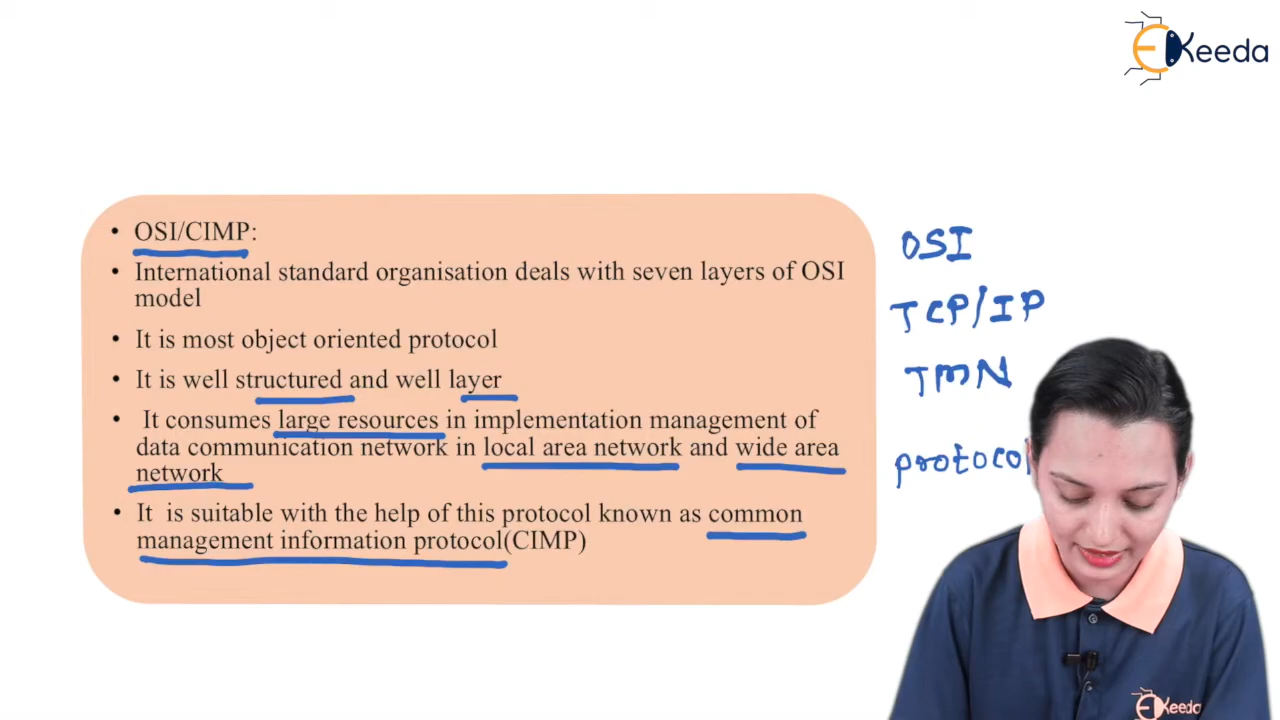 EKeeda
• OSI/CIMP:
• International standard organisation deals with seven layers of OSI
model
• It is most object oriented protocol
• It is well structured and well layer
• It consumes large resources in implementation management of
data communication network in local area network and wide area
network
• It is suitable with the help of this protocol known as common
management information protocol(CIMP)
OSI
TCP/IP
TMN
protocol
EKeeda